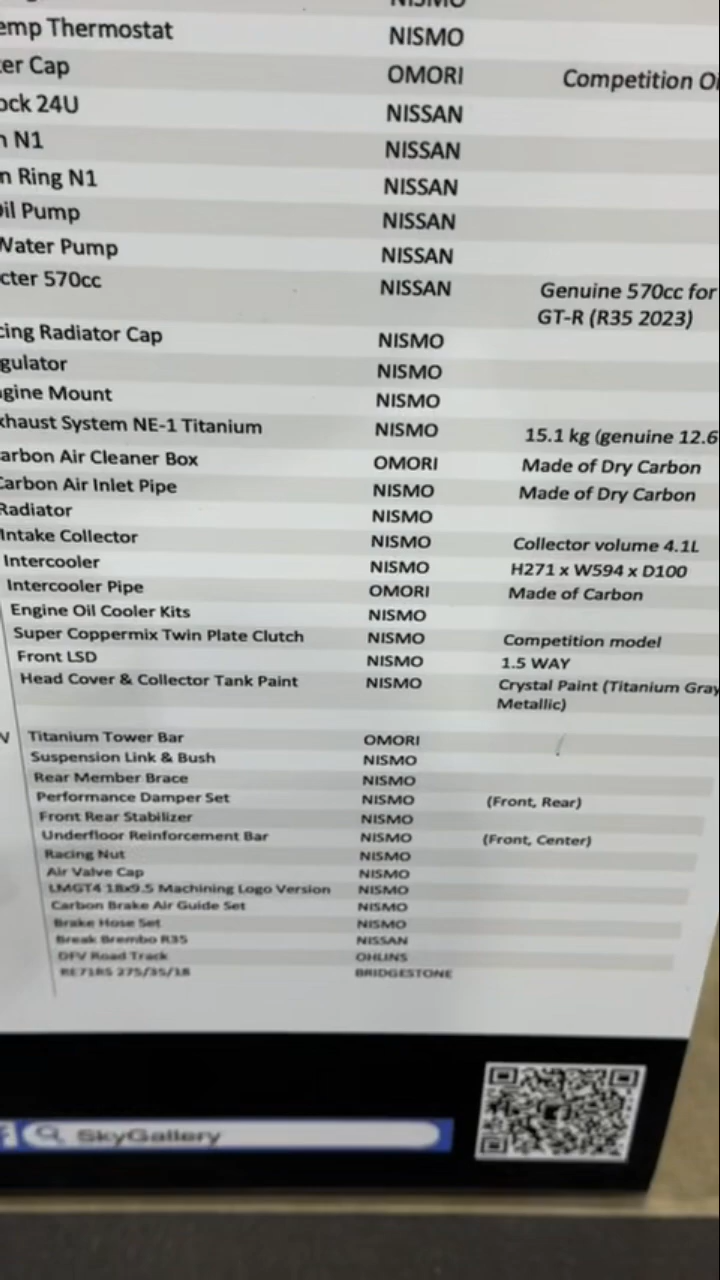 NISMO
emp Thermostat NISMO
er Cap OMORI Competition Oi
ock 24U NISSAN
n N1 NISSAN
n Ring N1 NISSAN
Oil Pump NISSAN
Water Pump NISSAN
cter 570cc NISSAN Genuine 570cc for
GT-R (R35 2023)
cing Radiator Cap NISMO
gulator NISMO
ngine Mount NISMO
xhaust System NE-1 Titanium NISMO 15.1 kg (genuine 12.6
arbon Air Cleaner Box OMORI Made of Dry Carbon
Carbon Air Inlet Pipe NISMO Made of Dry Carbon
Radiator NISMO
Intake Collector NISMO Collector volume 4.1L
Intercooler NISMO H271 x W594 x D100
Intercooler Pipe OMORI Made of Carbon
Engine Oil Cooler Kits NISMO
Super Coppermix Twin Plate Clutch NISMO Competition model
Front LSD NISMO 1.5 WAY
Head Cover & Collector Tank Paint NISMO Crystal Paint (Titanium Gray
Metallic)
Titanium Tower Bar OMORI
Suspension Link & Bush NISMO
Rear Member Brace NISMO
Performance Damper Set NISMO (Front, Rear)
Front Rear Stabilizer NISMO
Underfloor Reinforcement Bar NISMO (Front, Center)
Racing Nut NISMO
Air Valve Cap NISMO
LMGT4 18x9.5 Machining Logo Version NISMO
Carbon Brake Air Guide Set NISMO
Brake Hose Set NISMO
Break Brembo R35 NISSAN
DFV Road Track OHLINS
RE71RS 275/35/18 BRIDGESTONE
SkyGallery